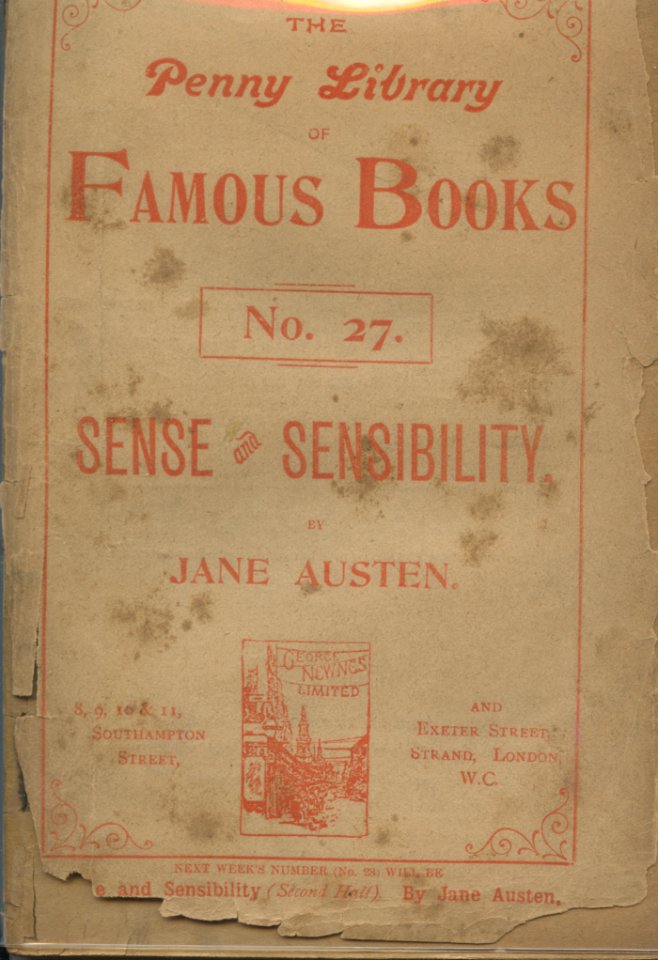 THE
Penny Library
OF
FAMOUS BOOKS
No. 27.
SENSE and SENSIBILITY,
BY
JANE AUSTEN.
GEORGE
NEWNES
LIMITED
8, 9, 10 & 11,
SOUTHAMPTON
STREET,
AND
EXETER STREET,
STRAND, LONDON,
W.C.
NEXT WEEK'S NUMBER (No. 28) WILL BE
e and Sensibility (Second Half). By Jane Austen,